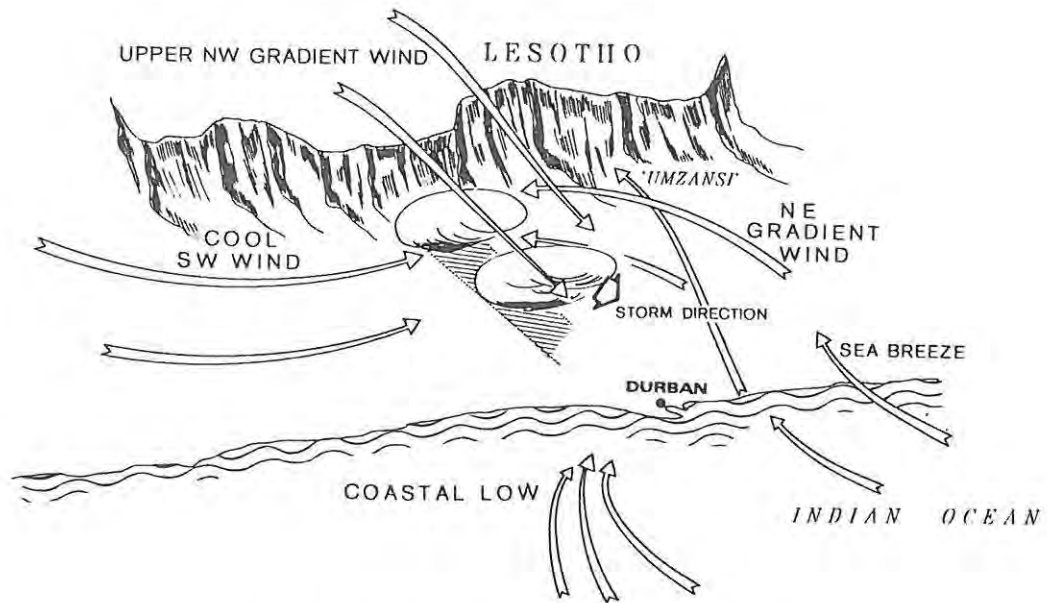 LESOTHO
UPPER NW GRADIENT WIND
'UMZANSI'
NE
GRADIENT
WIND
COOL
SW WIND
STORM DIRECTION
SEA BREEZE
DURBAN
COASTAL LOW
INDIAN OCEAN